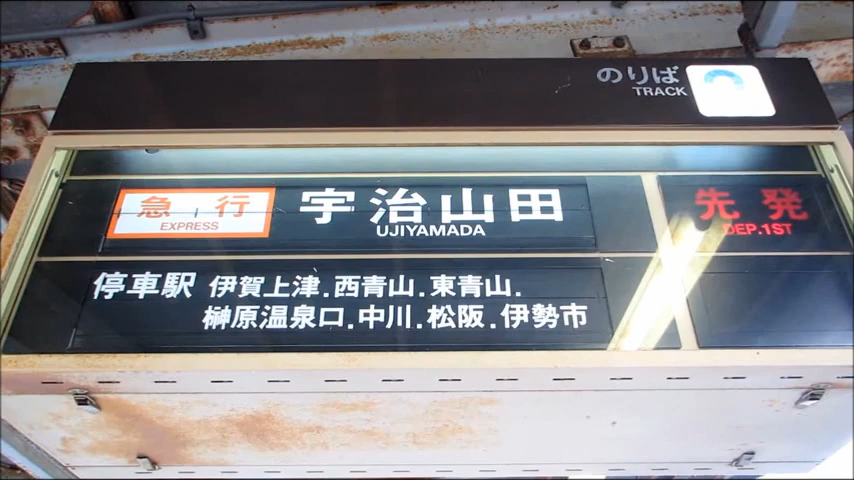 のりば
TRACK
急行 宇治山田 先発
EXPRESS UJIYAMADA DEP.1ST
停車駅 伊賀上津.西青山.東青山.
榊原温泉口.中川.松阪.伊勢市